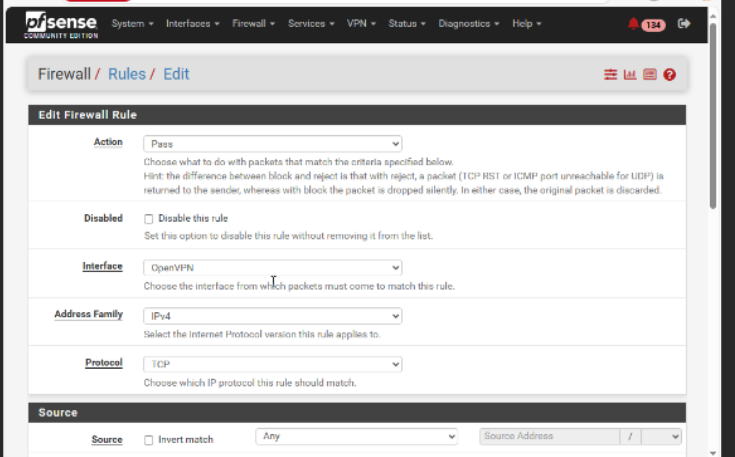 pfsense System Interfaces Firewall Services VPN Status Diagnostics Help 134
COMMUNITY EDITION
Firewall / Rules / Edit
Edit Firewall Rule
Action Pass
Choose what to do with packets that match the criteria specified below.
Hint: the difference between block and reject is that with reject, a packet (TCP RST or ICMP port unreachable for UDP) is
returned to the sender, whereas with block the packet is dropped silently. In either case, the original packet is discarded.
Disabled Disable this rule
Set this option to disable this rule without removing it from the list.
Interface OpenVPN
Choose the interface from which packets must come to match this rule.
Address Family IPv4
Select the Internet Protocol version this rule applies to.
Protocol TCP
Choose which IP protocol this rule should match.
Source
Source Invert match Any Source Address /